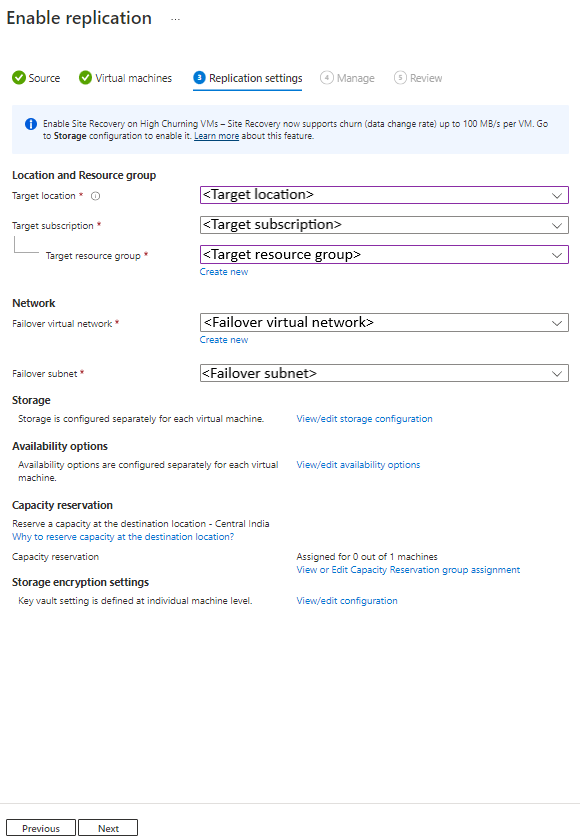 Enable replication ...
Source Virtual machines 3 Replication settings 4 Manage 5 Review
Enable Site Recovery on High Churning VMs – Site Recovery now supports churn (data change rate) up to 100 MB/s per VM. Go
to Storage configuration to enable it. Learn more about this feature.
Location and Resource group
Target location * <Target location>
Target subscription * <Target subscription>
Target resource group * <Target resource group>
Create new
Network
Failover virtual network * <Failover virtual network>
Create new
Failover subnet * <Failover subnet>
Storage
Storage is configured separately for each virtual machine. View/edit storage configuration
Availability options
Availability options are configured separately for each virtual View/edit availability options
machine.
Capacity reservation
Reserve a capacity at the destination location - Central India
Why to reserve capacity at the destination location?
Capacity reservation Assigned for 0 out of 1 machines
View or Edit Capacity Reservation group assignment
Storage encryption settings
Key vault setting is defined at individual machine level. View/edit configuration
Previous Next